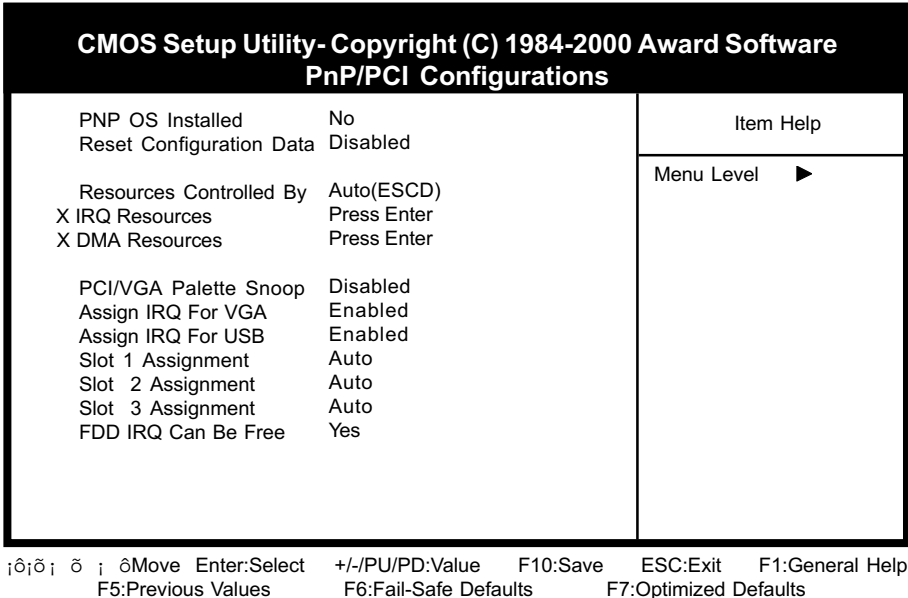 CMOS Setup Utility- Copyright (C) 1984-2000 Award Software
PnP/PCI Configurations
PNP OS Installed No
Reset Configuration Data Disabled
Resources Controlled By Auto(ESCD)
X IRQ Resources Press Enter
X DMA Resources Press Enter
PCI/VGA Palette Snoop Disabled
Assign IRQ For VGA Enabled
Assign IRQ For USB Enabled
Slot 1 Assignment Auto
Slot 2 Assignment Auto
Slot 3 Assignment Auto
FDD IRQ Can Be Free Yes
Item Help
Menu Level ▶
¡ô¡õ¡ õ ¡ ôMove Enter:Select +/-/PU/PD:Value F10:Save ESC:Exit F1:General Help
F5:Previous Values F6:Fail-Safe Defaults F7:Optimized Defaults